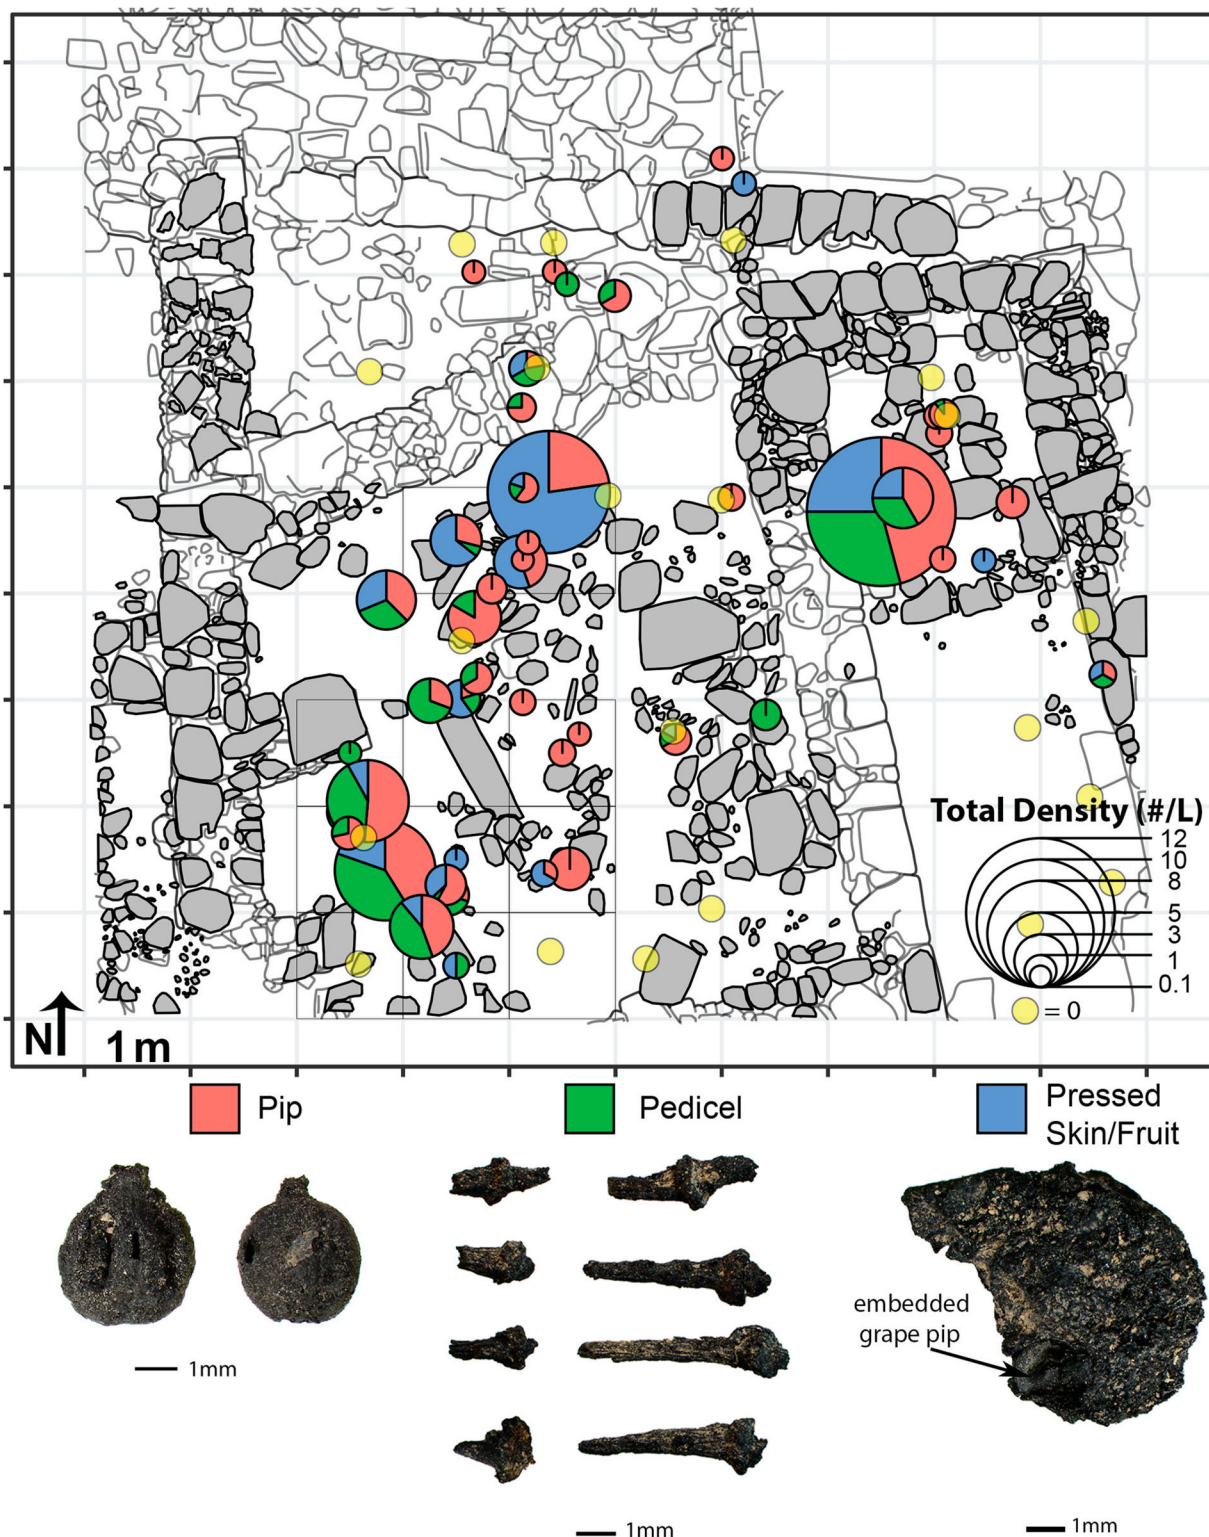 Total Density (#/L)
12
10
8
5
3
1
0.1
= 0
N
1 m
Pip
Pedicel
Pressed
Skin/Fruit
embedded
grape pip
1mm
1mm
1mm